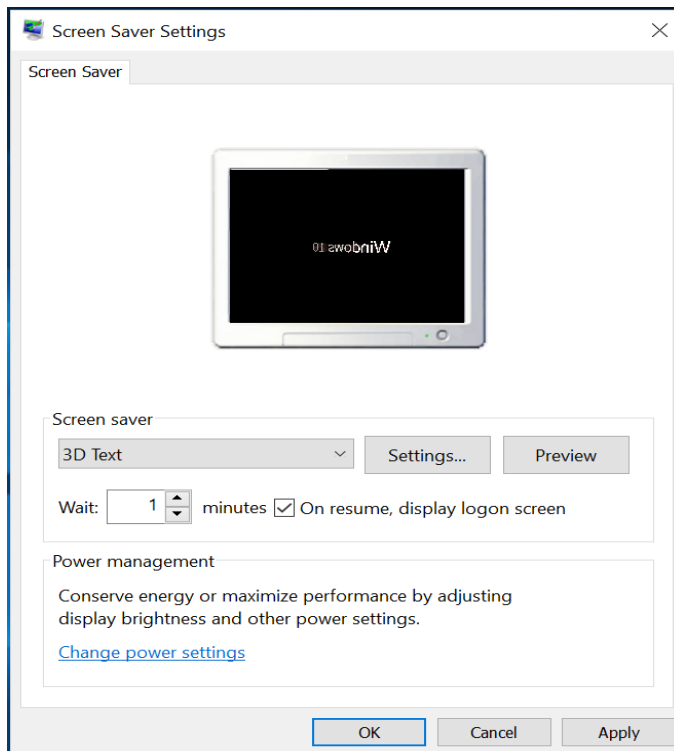 Screen Saver Settings
Screen Saver
Windows 10
Screen saver
3D Text
Settings...
Preview
Wait: 1 minutes On resume, display logon screen
Power management
Conserve energy or maximize performance by adjusting
display brightness and other power settings.
Change power settings
OK Cancel Apply